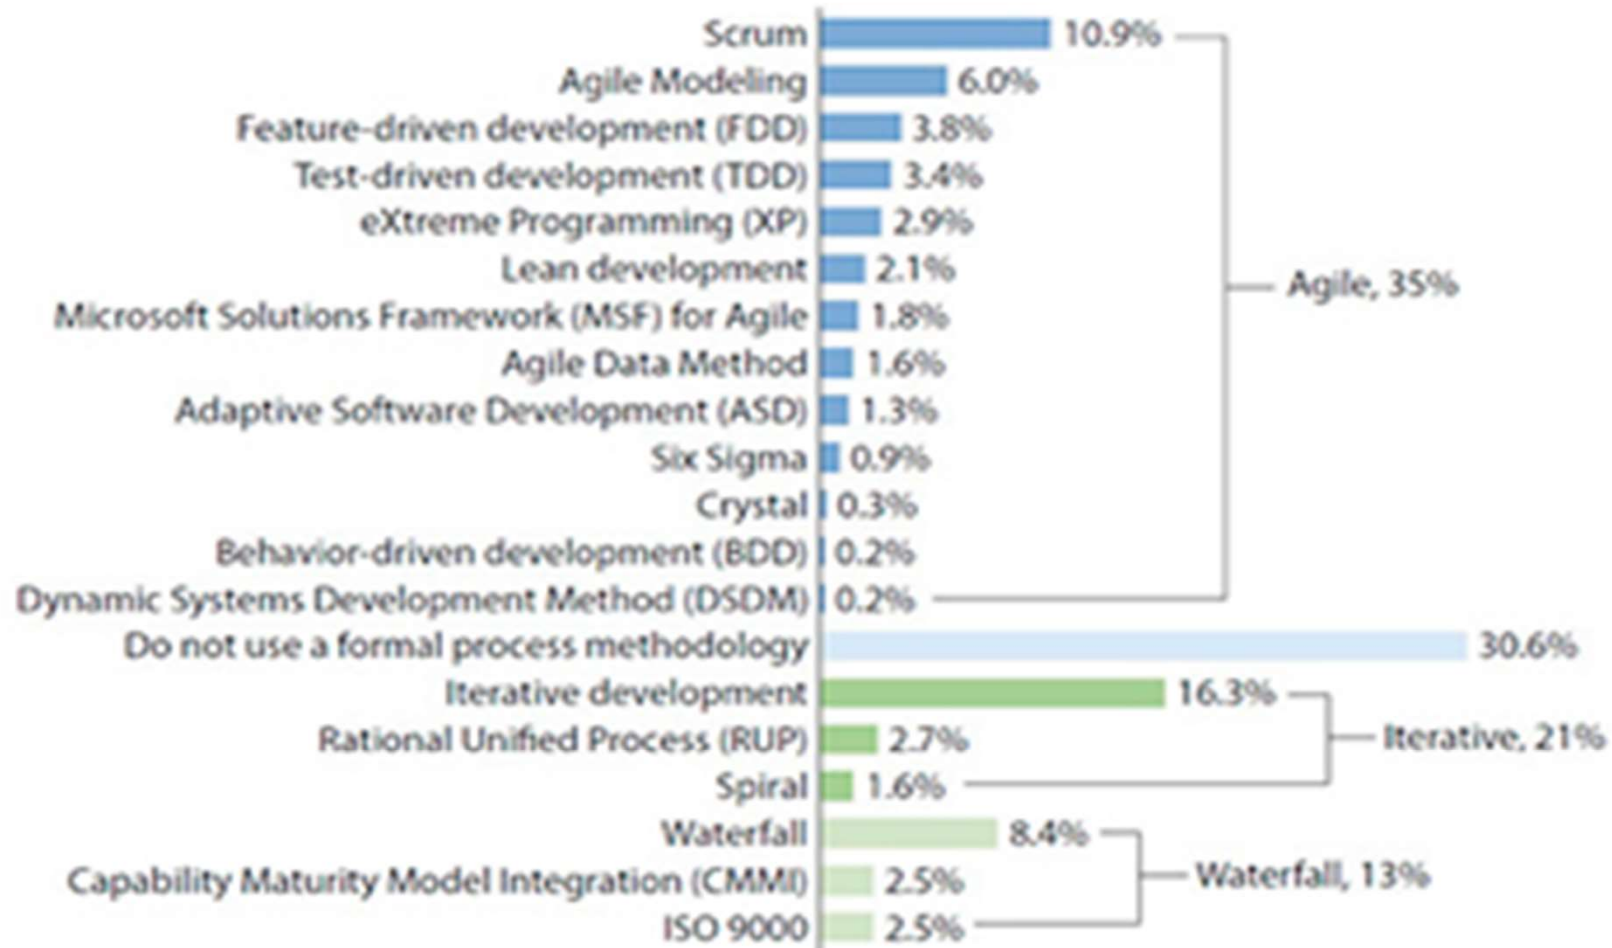 Scrum 10.9%
Agile Modeling 6.0%
Feature-driven development (FDD) 3.8%
Test-driven development (TDD) 3.4%
eXtreme Programming (XP) 2.9%
Lean development 2.1%
Agile, 35%
Microsoft Solutions Framework (MSF) for Agile 1.8%
Agile Data Method 1.6%
Adaptive Software Development (ASD) 1.3%
Six Sigma 0.9%
Crystal 0.3%
Behavior-driven development (BDD) 0.2%
Dynamic Systems Development Method (DSDM) 0.2%
Do not use a formal process methodology 30.6%
Iterative development 16.3%
Rational Unified Process (RUP) 2.7%
Iterative, 21%
Spiral 1.6%
Waterfall 8.4%
Capability Maturity Model Integration (CMMI) 2.5%
Waterfall, 13%
ISO 9000 2.5%